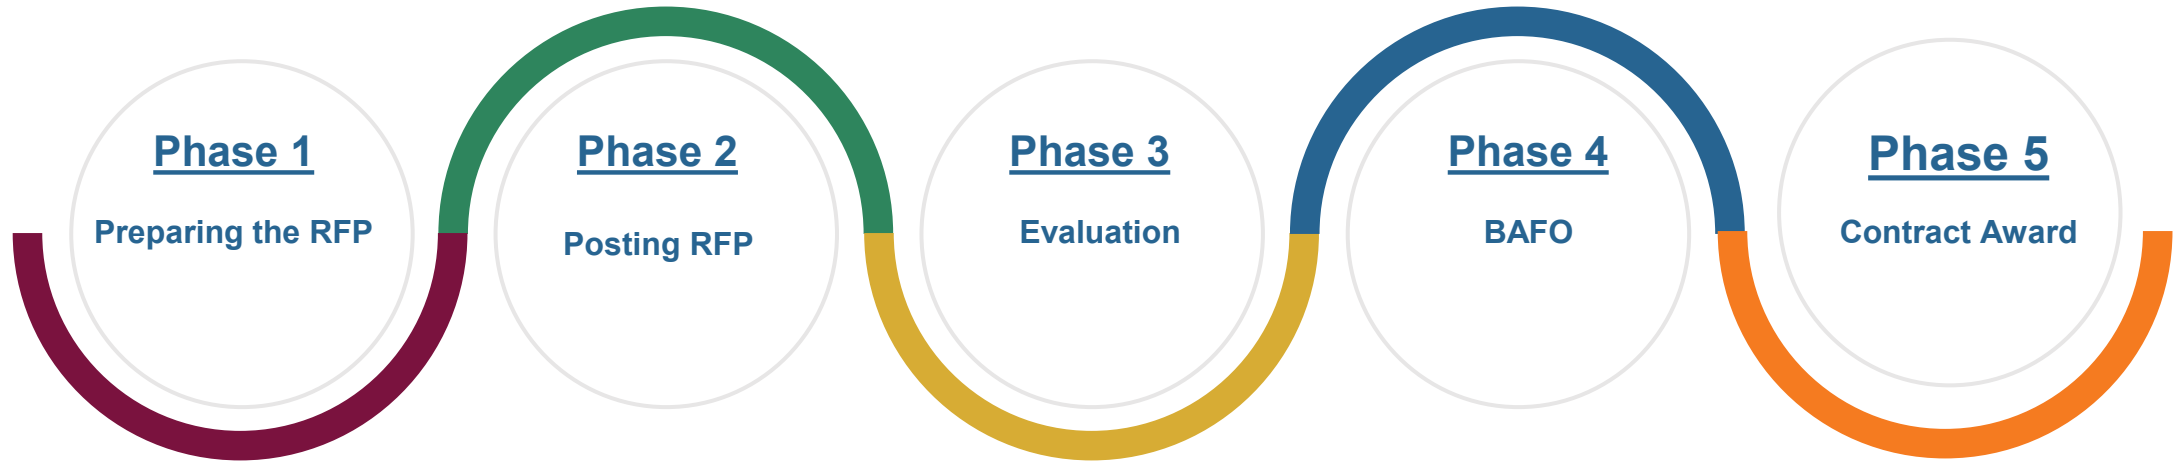 Phase 1
Preparing the RFP
Phase 2
Posting RFP
Phase 3
Evaluation
Phase 4
BAFO
Phase 5
Contract Award